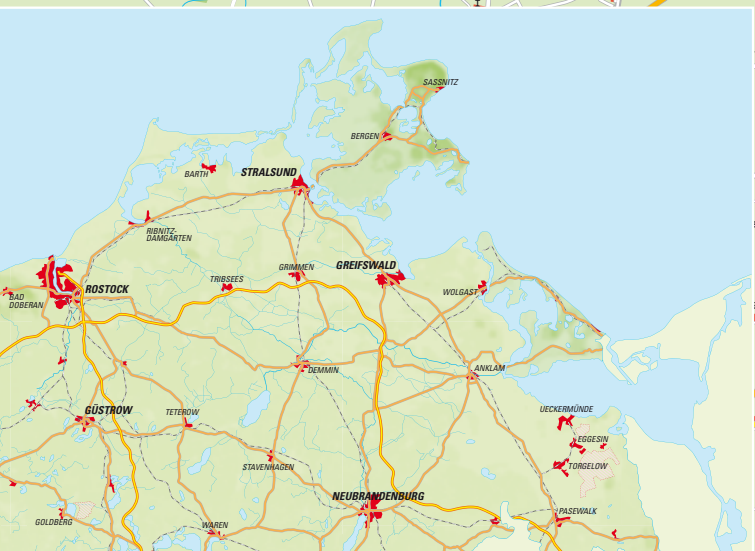 SASSNITZ
BERGEN
STRALSUND
BARTH
RIBNITZ-
DAMGARTEN
GREIFSWALD
GRIMMEN
TRIBSEES
WOLGAST
ROSTOCK
BAD
DOBERAN
DEMMIN
ANKLAM
GÜSTROW
TETEROW
UECKERMÜNDE
EGGESIN
STAVENHAGEN
TORGELOW
NEUBRANDENBURG
PASEWALK
GOLDBERG
WAREN